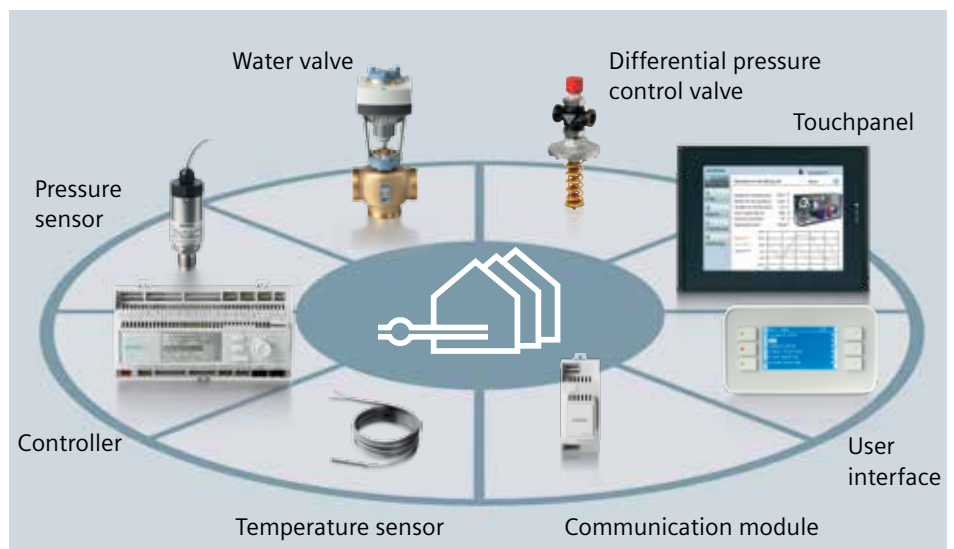 Water valve
Differential pressure
control valve
Touchpanel
Pressure
sensor
Controller
User
interface
Temperature sensor
Communication module